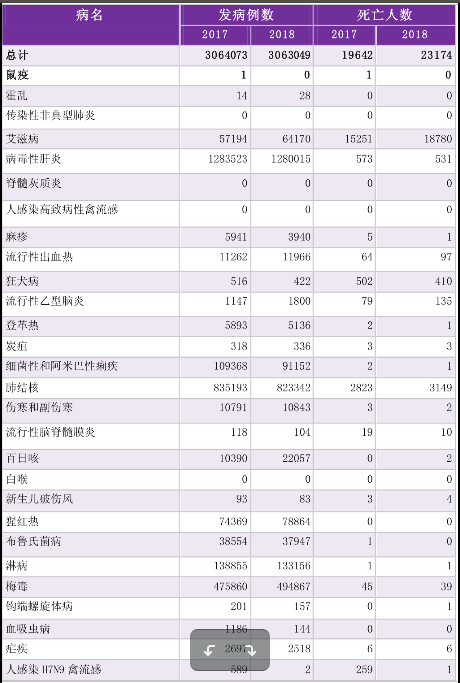 病名 发病例数 死亡人数
2017 2018 2017 2018
总计 3064073 3063049 19642 23174
鼠疫 1 0 1 0
霍乱 14 28 0 0
传染性非典型肺炎 0 0 0 0
艾滋病 57194 64170 15251 18780
病毒性肝炎 1283523 1280015 573 531
脊髓灰质炎 0 0 0 0
人感染高致病性禽流感 0 0 0 0
麻疹 5941 3940 5 1
流行性出血热 11262 11966 64 97
狂犬病 516 422 502 410
流行性乙型脑炎 1147 1800 79 135
登革热 5893 5136 2 1
炭疽 318 336 3 3
细菌性和阿米巴性痢疾 109368 91152 2 1
肺结核 835193 823342 2823 3149
伤寒和副伤寒 10791 10843 3 2
流行性脑脊髓膜炎 118 104 19 10
百日咳 10390 22057 0 2
白喉 0 0 0 0
新生儿破伤风 93 83 3 4
猩红热 74369 78864 0 0
布鲁氏菌病 38554 37947 1 0
淋病 138855 133156 1 1
梅毒 475860 494867 45 39
钩端螺旋体病 201 157 0 1
血吸虫病 1186 144 0 0
疟疾 2697 2518 6 6
人感染 H7N9 禽流感 589 2 259 1